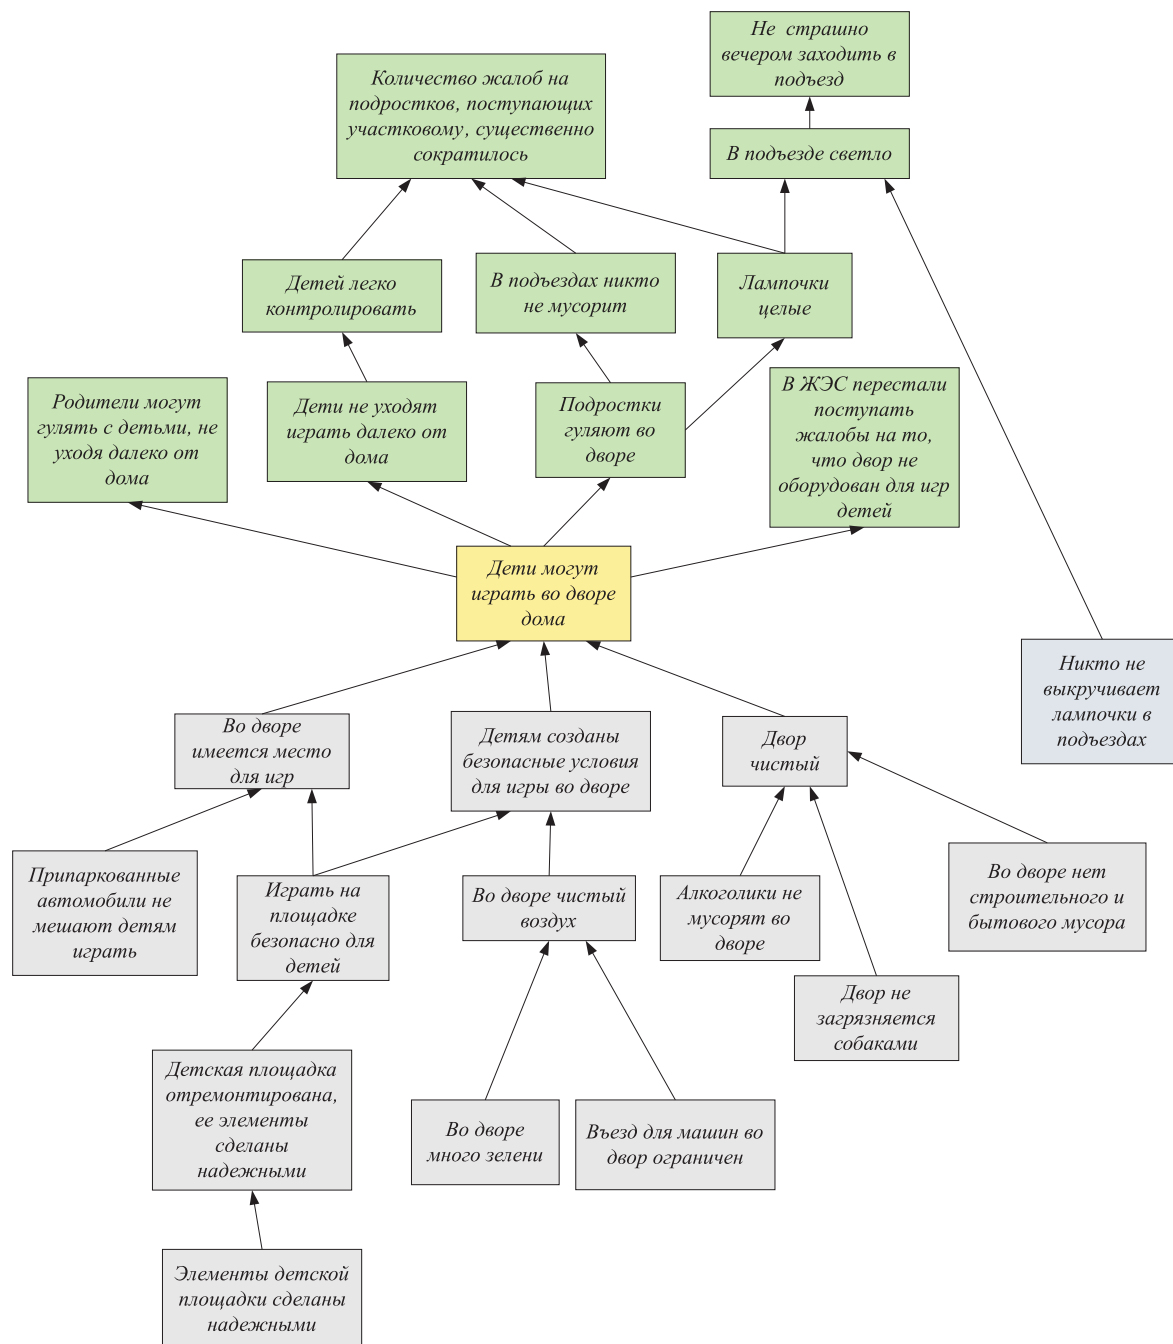 Не страшно
вечером заходить в
подъезд
Количество жалоб на
подростков, поступающих
участковому, существенно
сократилось
В подъезде светло
Детей легко
контролировать
В подъездах никто
не мусорит
Лампочки
целые
Родители могут
гулять с детьми, не
уходя далеко от
дома
Дети не уходят
играть далеко от
дома
Подростки
гуляют во
дворе
В ЖЭС перестали
поступать
жалобы на то,
что двор не
оборудован для игр
детей
Дети могут
играть во дворе
дома
Никто не
выкручивает
лампочки в
подъездах
Во дворе
имеется место
для игр
Детям созданы
безопасные условия
для игры во дворе
Двор
чистый
Припаркованные
автомобили не
мешают детям
играть
Играть на
площадке
безопасно для
детей
Во дворе чистый
воздух
Алкоголики не
мусорят во
дворе
Во дворе нет
строительного и
бытового мусора
Двор не
загрязняется
собаками
Детская площадка
отремонтирована,
ее элементы
сделаны
надежными
Во дворе
много зелени
Въезд для машин во
двор ограничен
Элементы детской
площадки сделаны
надежными